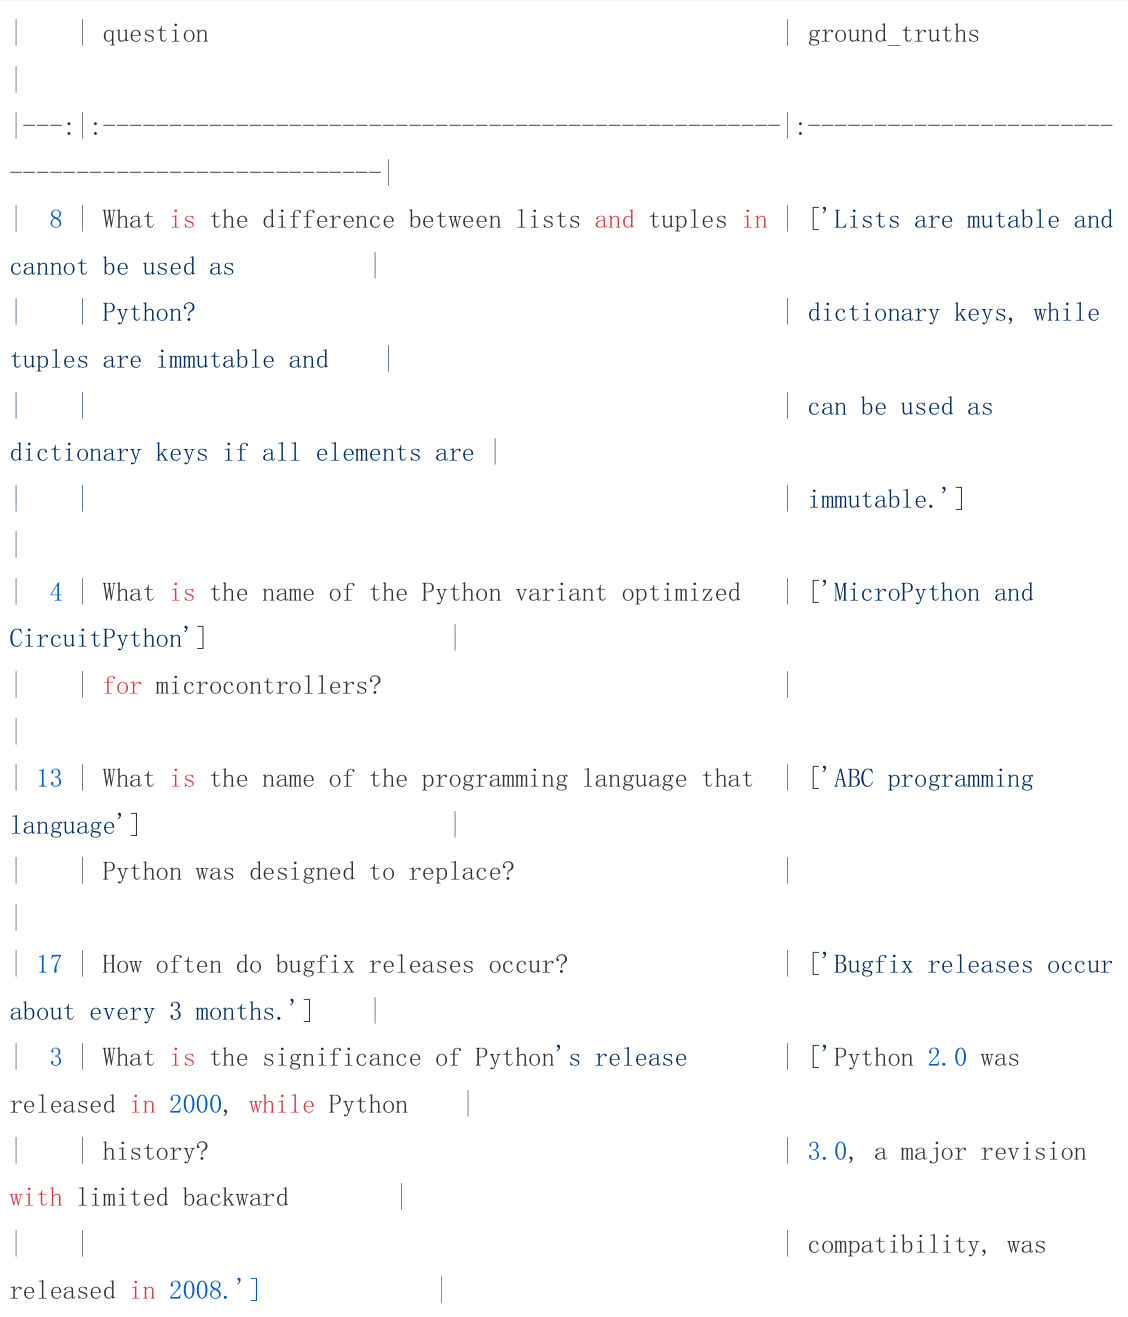 |    | question                                           | ground_truths
|
|---:|:---------------------------------------------------|:-----------------------
----------------------------|
|  8 | What is the difference between lists and tuples in | ['Lists are mutable and
cannot be used as          |
|    | Python?                                            | dictionary keys, while
tuples are immutable and    |
|    |                                                    | can be used as
dictionary keys if all elements are |
|    |                                                    | immutable.']
|
|  4 | What is the name of the Python variant optimized   | ['MicroPython and
CircuitPython']                  |
|    | for microcontrollers?                              |
|
| 13 | What is the name of the programming language that  | ['ABC programming
language']                       |
|    | Python was designed to replace?                    |
|
| 17 | How often do bugfix releases occur?                | ['Bugfix releases occur
about every 3 months.']    |
|  3 | What is the significance of Python's release       | ['Python 2.0 was
released in 2000, while Python    |
|    | history?                                           | 3.0, a major revision
with limited backward        |
|    |                                                    | compatibility, was
released in 2008.']             |